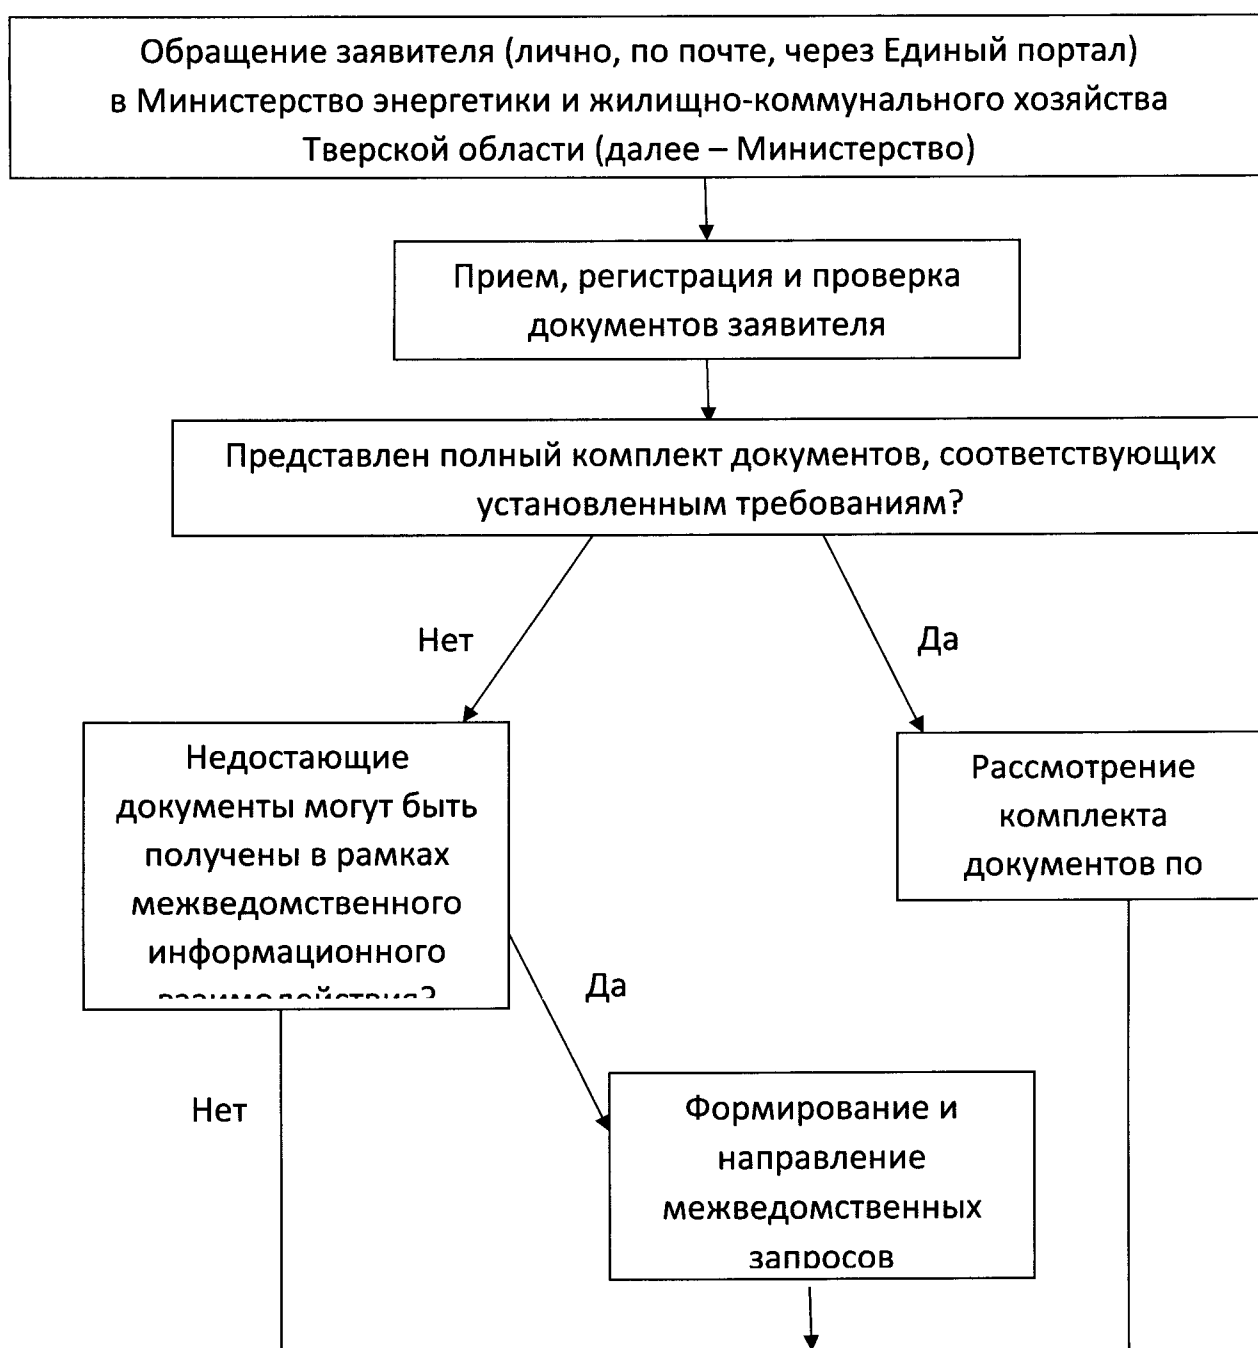 Обращение заявителя (лично, по почте, через Единый портал)
в Министерство энергетики и жилищно-коммунального хозяйства
Тверской области (далее – Министерство)
Прием, регистрация и проверка
документов заявителя
Представлен полный комплект документов, соответствующих
установленным требованиям?
Нет
Да
Недостающие
документы могут быть
получены в рамках
межведомственного
информационного
взаимодействия?
Рассмотрение
комплекта
документов по
Да
Нет
Формирование и
направление
межведомственных
запросов